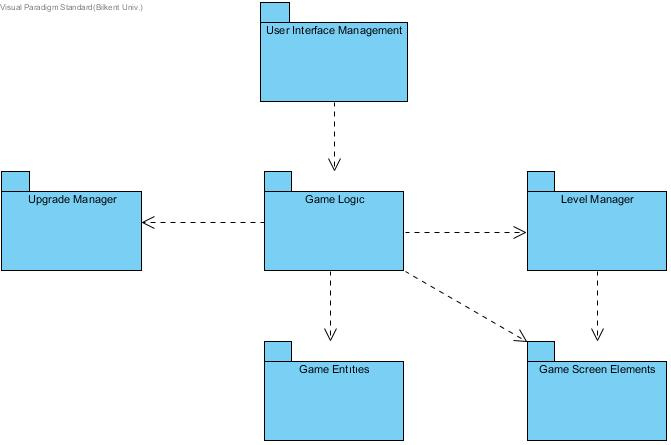 Visual Paradigm Standard(Bilkent Univ.)
User Interface Management
Upgrade Manager
Game Logic
Level Manager
Game Entities
Game Screen Elements